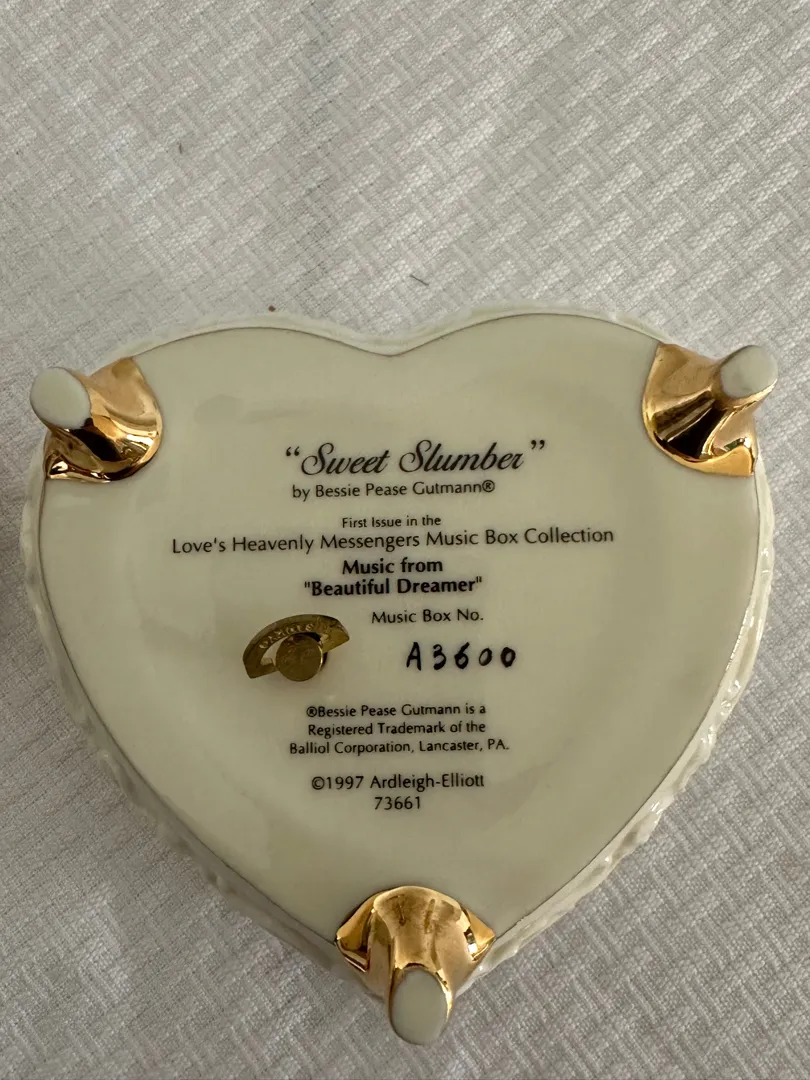 “Sweet Slumber”
by Bessie Pease Gutmann®
First Issue in the
Love's Heavenly Messengers Music Box Collection
Music from
"Beautiful Dreamer"
Music Box No.
A3600
®Bessie Pease Gutmann is a
Registered Trademark of the
Balliol Corporation, Lancaster, PA.
©1997 Ardleigh-Elliott
73661